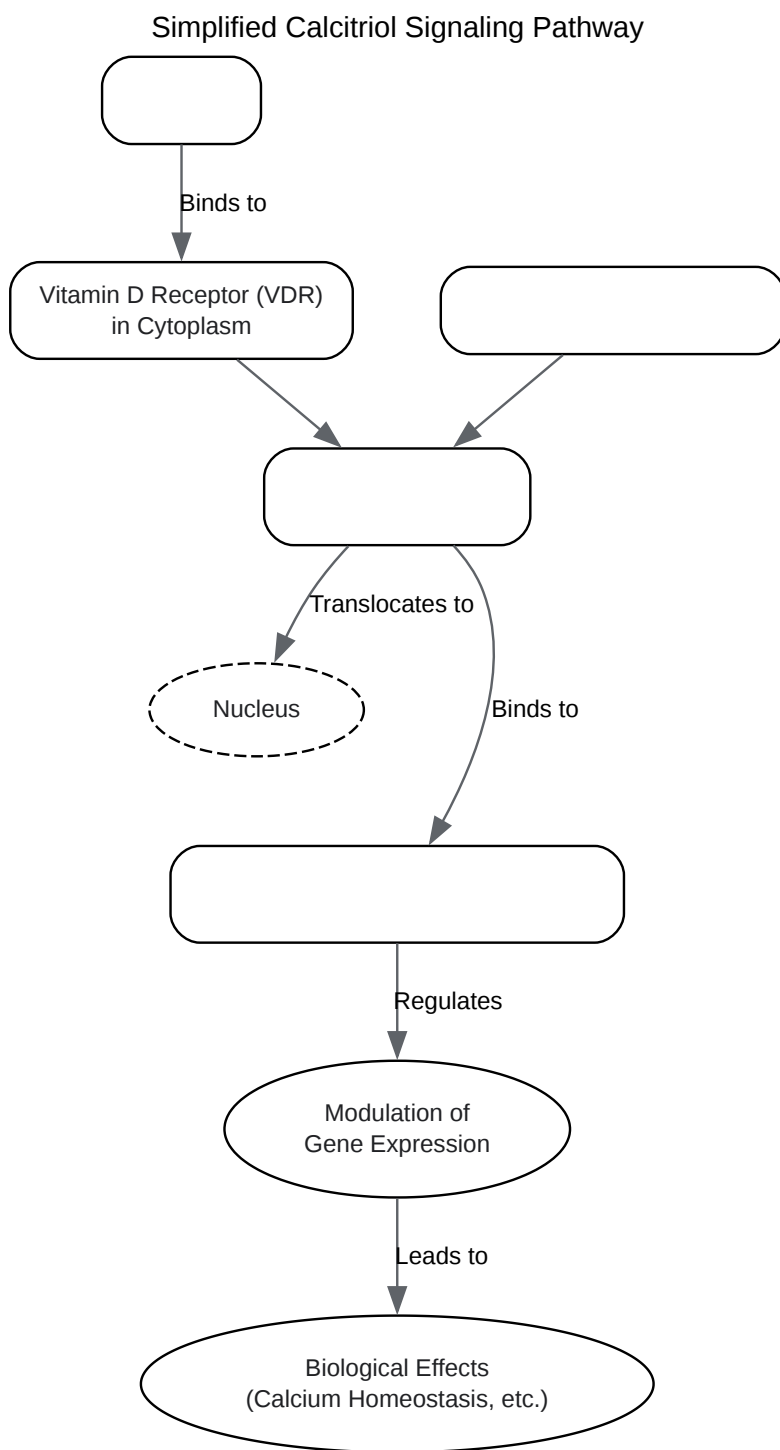 Simplified Calcitriol Signaling Pathway
Binds to
Vitamin D Receptor (VDR)
in Cytoplasm
Translocates to
Nucleus
Binds to
Regulates
Modulation of
Gene Expression
Leads to
Biological Effects
(Calcium Homeostasis, etc.)